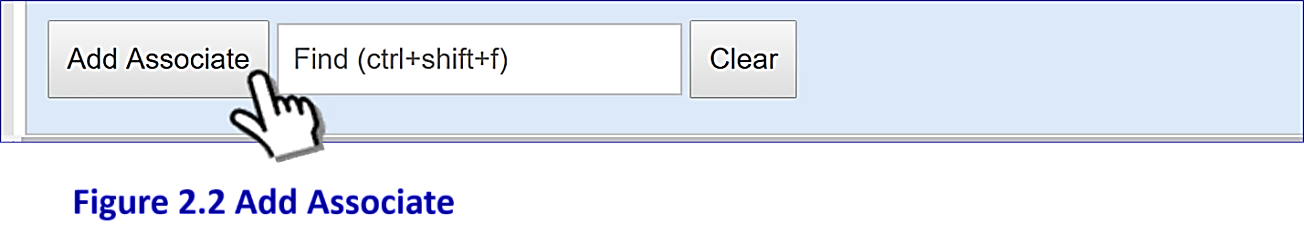 Add Associate Find (ctrl+shift+f) Clear
Figure 2.2 Add Associate